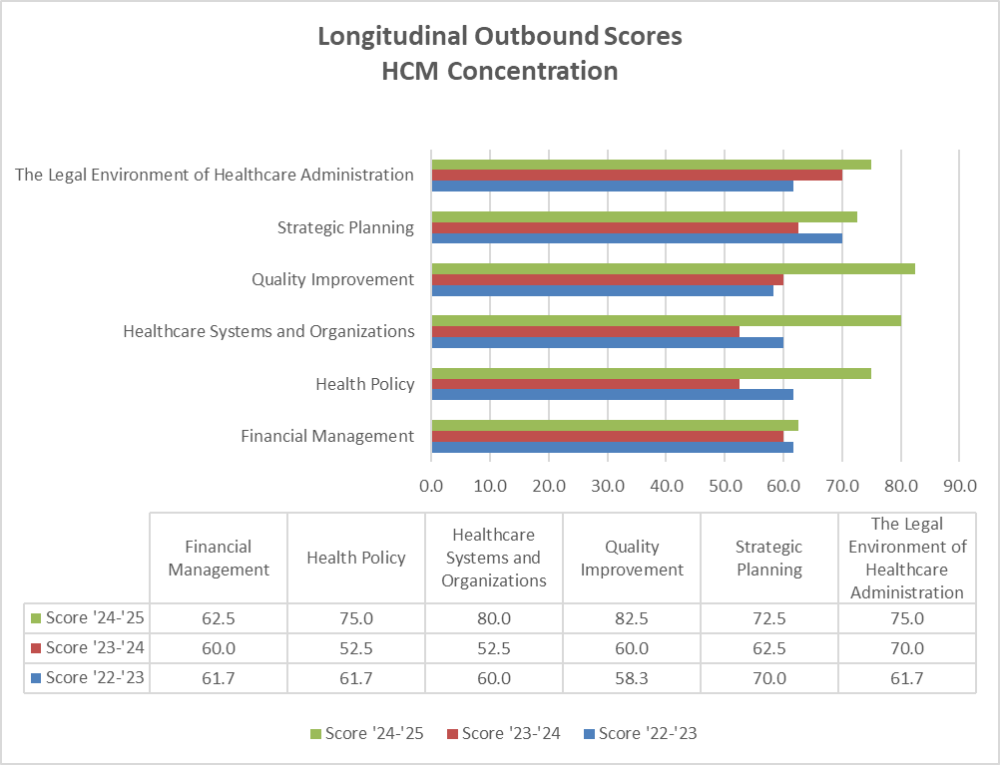 Longitudinal Outbound Scores
HCM Concentration
The Legal Environment of Healthcare Administration
Strategic Planning
Quality Improvement
Healthcare Systems and Organizations
Health Policy
Financial Management
0.0 10.0 20.0 30.0 40.0 50.0 60.0 70.0 80.0 90.0
Financial Management
Health Policy
Healthcare Systems and Organizations
Quality Improvement
Strategic Planning
The Legal Environment of Healthcare Administration
Score '24-'25 62.5 75.0 80.0 82.5 72.5 75.0
Score '23-'24 60.0 52.5 52.5 60.0 62.5 70.0
Score '22-'23 61.7 61.7 60.0 58.3 70.0 61.7
Score '24-'25 Score '23-'24 Score '22-'23